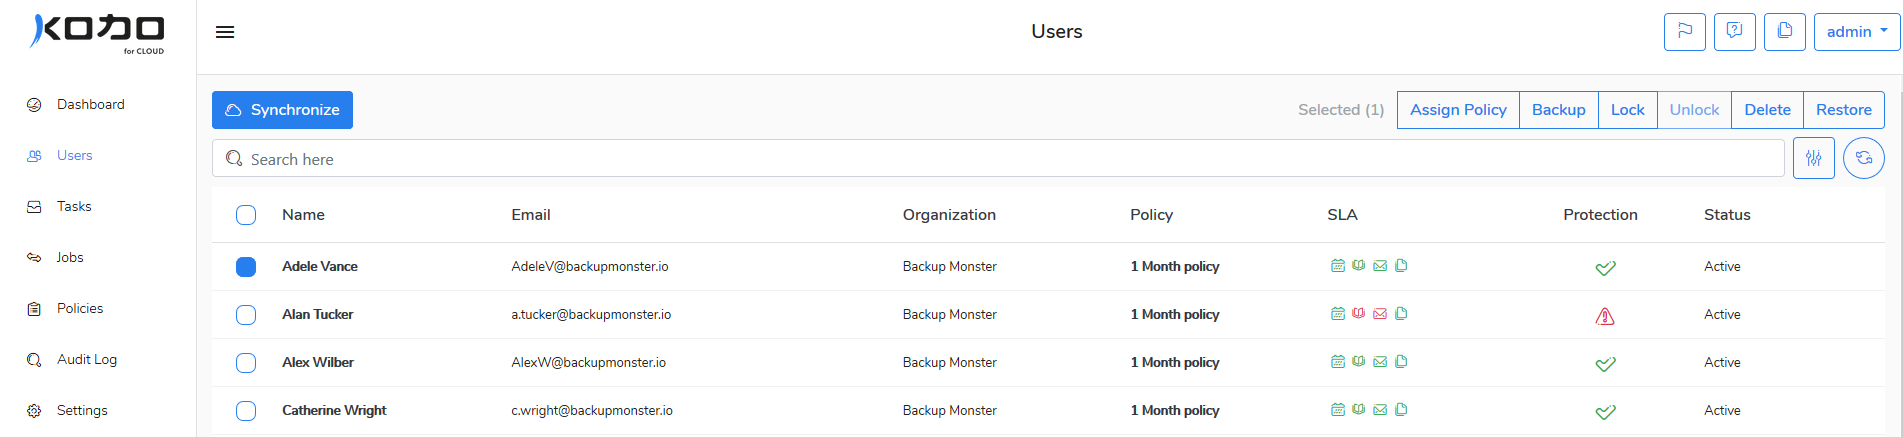 KODO
for CLOUD
Users
admin
Dashboard
Users
Tasks
Jobs
Policies
Audit Log
Settings
Synchronize
Selected (1)
Assign Policy
Backup
Lock
Unlock
Delete
Restore
Search here
Name Email Organization Policy SLA Protection Status
Adele Vance AdeleV@backupmonster.io Backup Monster 1 Month policy Active
Alan Tucker a.tucker@backupmonster.io Backup Monster 1 Month policy Active
Alex Wilber AlexW@backupmonster.io Backup Monster 1 Month policy Active
Catherine Wright c.wright@backupmonster.io Backup Monster 1 Month policy Active